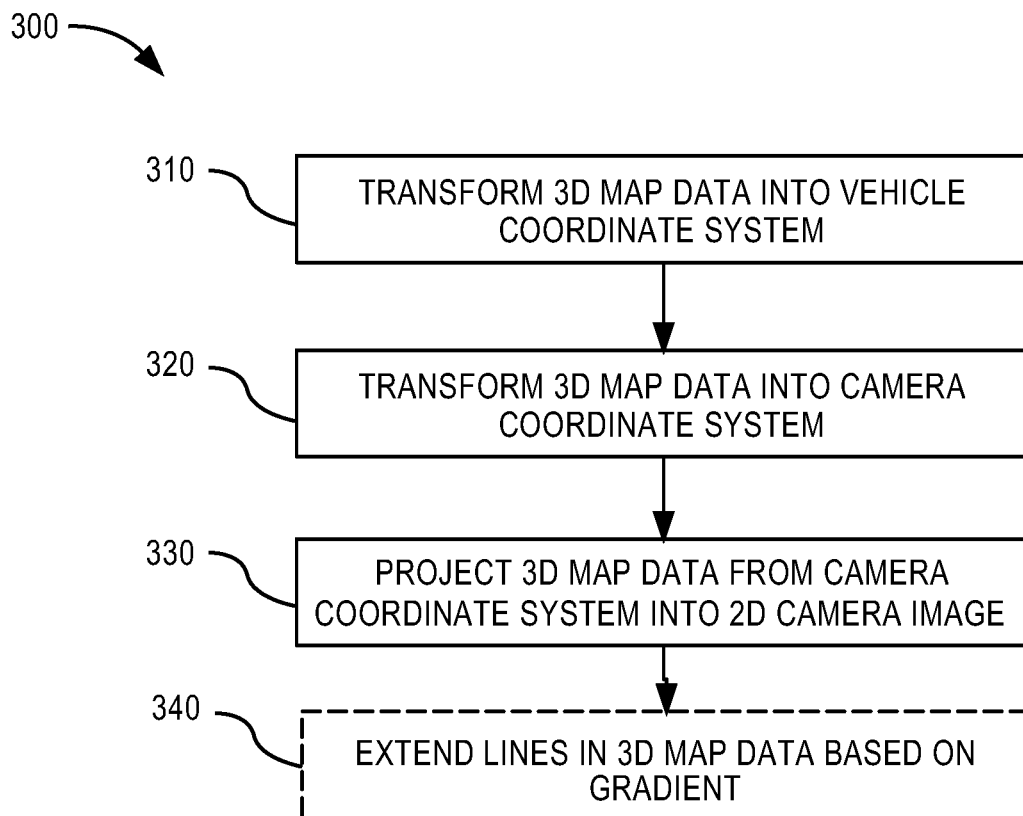 300
310
TRANSFORM 3D MAP DATA INTO VEHICLE
COORDINATE SYSTEM
320
TRANSFORM 3D MAP DATA INTO CAMERA
COORDINATE SYSTEM
330
PROJECT 3D MAP DATA FROM CAMERA
COORDINATE SYSTEM INTO 2D CAMERA IMAGE
340
EXTEND LINES IN 3D MAP DATA BASED ON
GRADIENT